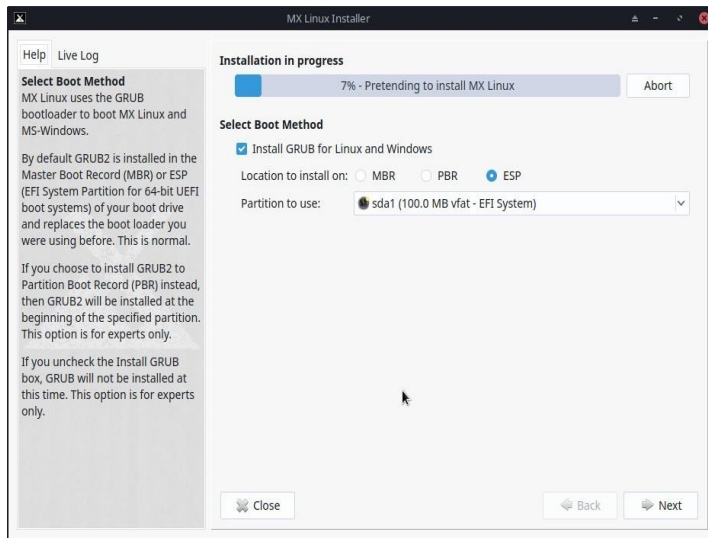 MX Linux Installer
Help
Live Log
Select Boot Method
MX Linux uses the GRUB
bootloader to boot MX Linux and
MS-Windows.
By default GRUB2 is installed in the
Master Boot Record (MBR) or ESP
(EFI System Partition for 64-bit UEFI
boot systems) of your boot drive
and replaces the boot loader you
were using before. This is normal.
If you choose to install GRUB2 to
Partition Boot Record (PBR) instead,
then GRUB2 will be installed at the
beginning of the specified partition.
This option is for experts only.
If you uncheck the Install GRUB
box, GRUB will not be installed at
this time. This option is for experts
only.
Installation in progress
7% - Pretending to install MX Linux
Abort
Select Boot Method
Install GRUB for Linux and Windows
Location to install on: MBR PBR ESP
Partition to use: sda1 (100.0 MB vfat - EFI System)
Close
Back
Next